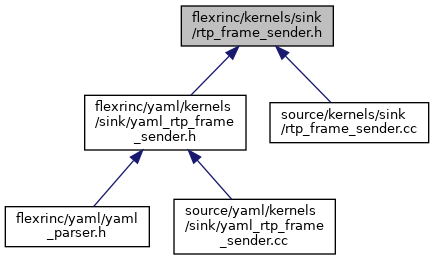 flexrinc/kernels/sink
/rtp_frame_sender.h
flexrinc/yaml/kernels
/sink/yaml_rtp_frame
_sender.h
source/kernels/sink
/rtp_frame_sender.cc
flexrinc/yaml/yaml
_parser.h
source/yaml/kernels
/sink/yaml_rtp_frame
_sender.cc